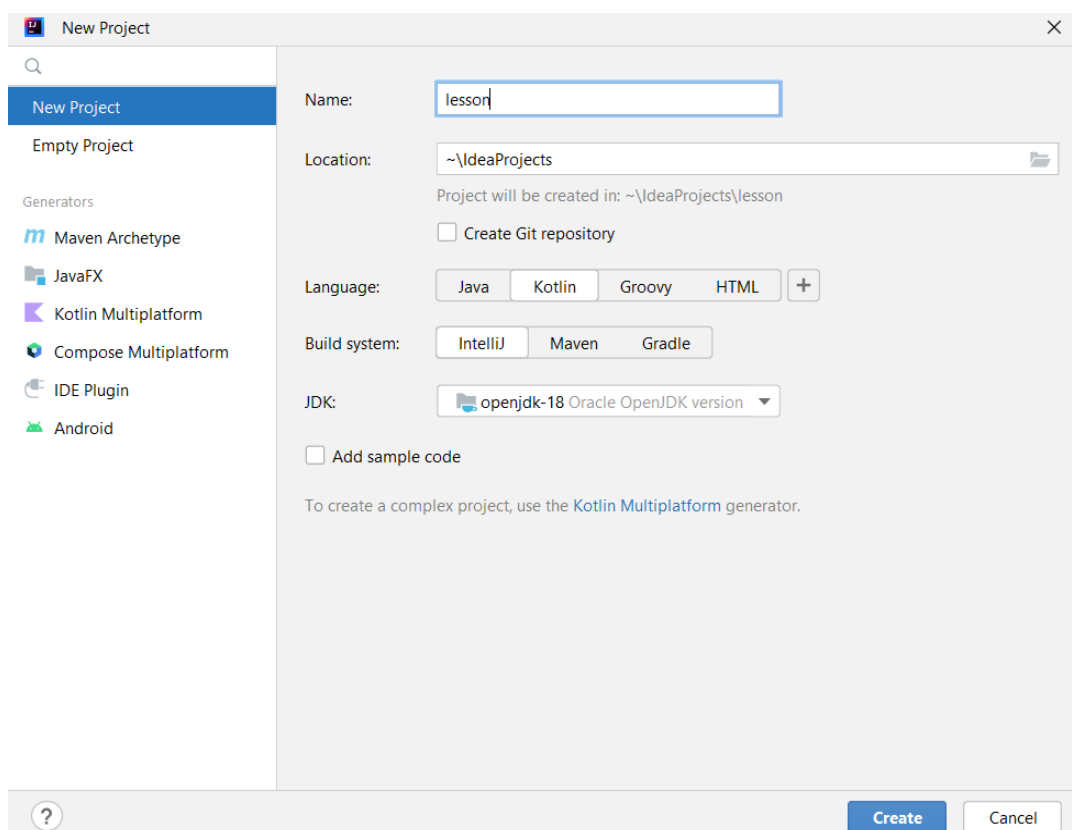 New Project
New Project
Empty Project
Generators
Maven Archetype
JavaFX
Kotlin Multiplatform
Compose Multiplatform
IDE Plugin
Android
Name: lesson
Location: ~\IdeaProjects
Project will be created in: ~\IdeaProjects\lesson
Create Git repository
Language: Java Kotlin Groovy HTML +
Build system: IntelliJ Maven Gradle
JDK: openjdk-18 Oracle OpenJDK version
Add sample code
To create a complex project, use the Kotlin Multiplatform generator.
? Create Cancel